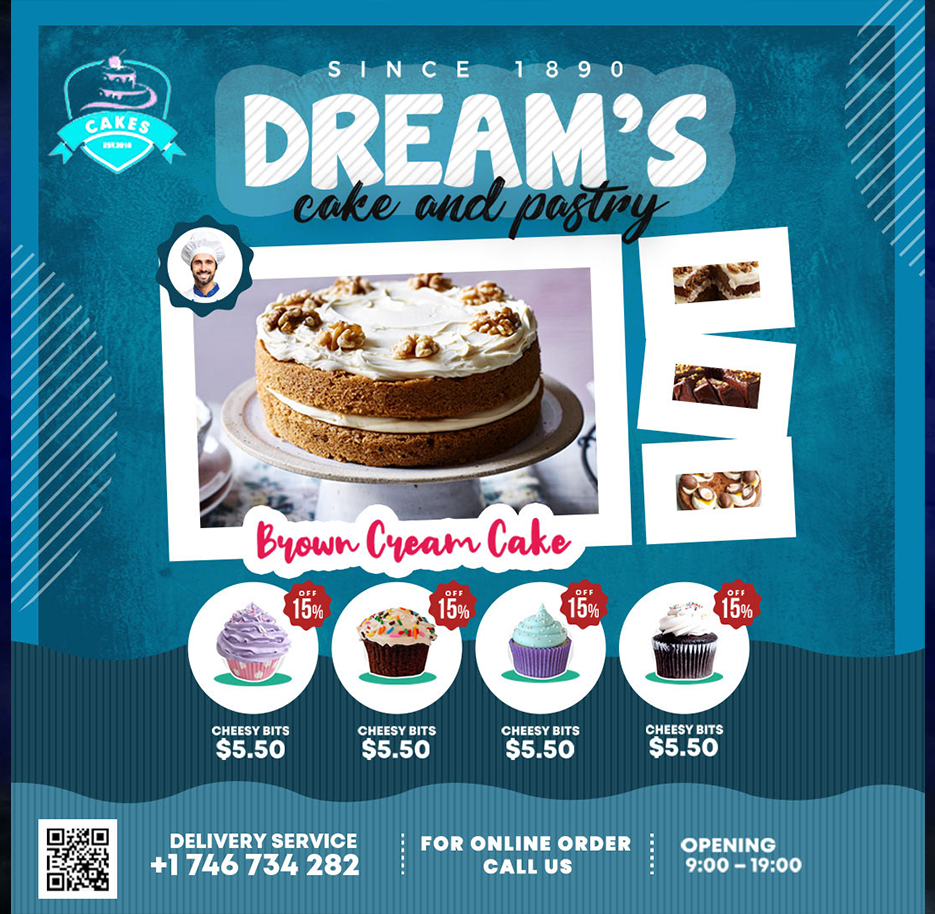 SINCE 1890
DREAM'S
cake and pastry
CAKES
EST.2018
Brown Cream Cake
OFF
15%
OFF
15%
OFF
15%
OFF
15%
CHEESY BITS
$5.50
CHEESY BITS
$5.50
CHEESY BITS
$5.50
CHEESY BITS
$5.50
DELIVERY SERVICE
+1 746 734 282
FOR ONLINE ORDER
CALL US
OPENING
9:00 – 19:00